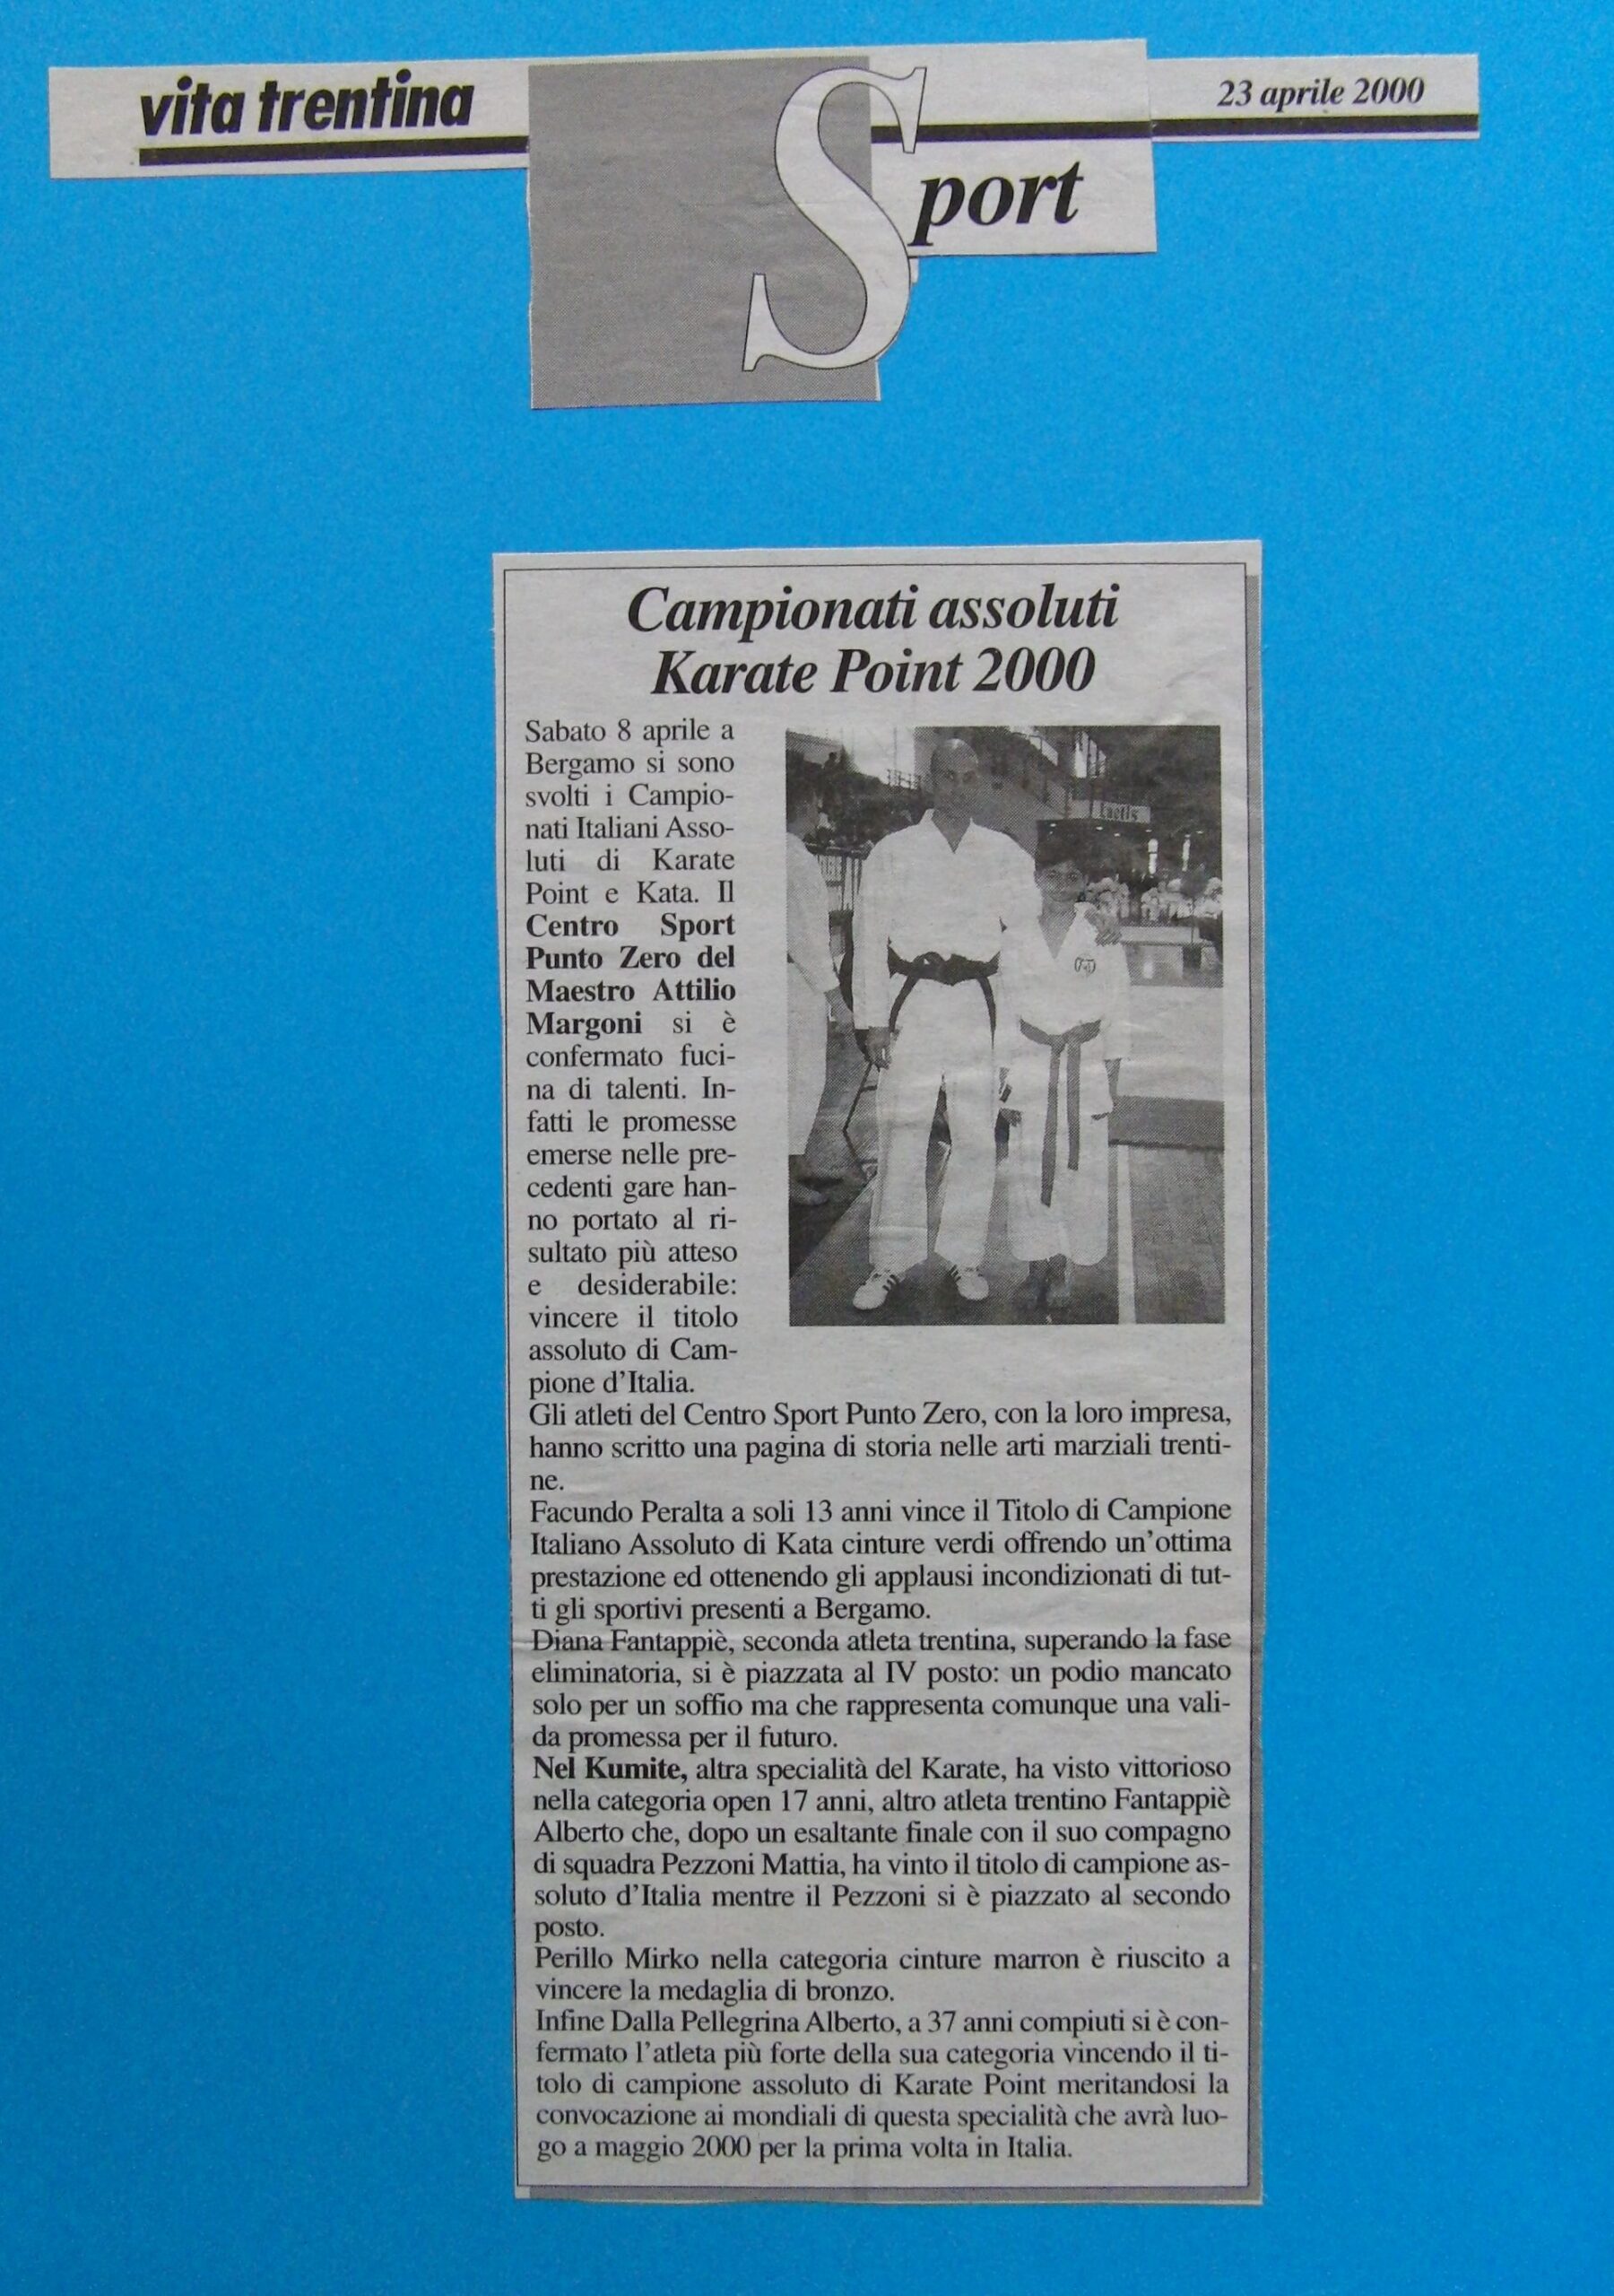 vita trentina
Sport
23 aprile 2000
Campionati assoluti
Karate Point 2000
Sabato 8 aprile a
Bergamo si sono
svolti i Campio-
nati Italiani Asso-
luti di Karate
Point e Kata. Il
Centro Sport
Punto Zero del
Maestro Attilio
Margoni si è
confermato fuci-
na di talenti. In-
fatti le promesse
emerse nelle pre-
cedenti gare han-
no portato al ri-
sultato più atteso
e desiderabile:
vincere il titolo
assoluto di Cam-
pione d'Italia.
Gli atleti del Centro Sport Punto Zero, con la loro impresa,
hanno scritto una pagina di storia nelle arti marziali trenti-
ne.
Facundo Peralta a soli 13 anni vince il Titolo di Campione
Italiano Assoluto di Kata cinture verdi offrendo un'ottima
prestazione ed ottenendo gli applausi incondizionati di tut-
ti gli sportivi presenti a Bergamo.
Diana Fantappiè, seconda atleta trentina, superando la fase
eliminatoria, si è piazzata al IV posto: un podio mancato
solo per un soffio ma che rappresenta comunque una vali-
da promessa per il futuro.
Nel Kumite, altra specialità del Karate, ha visto vittorioso
nella categoria open 17 anni, altro atleta trentino Fantappiè
Alberto che, dopo un esaltante finale con il suo compagno
di squadra Pezzoni Mattia, ha vinto il titolo di campione as-
soluto d'Italia mentre il Pezzoni si è piazzato al secondo
posto.
Perillo Mirko nella categoria cinture marron è riuscito a
vincere la medaglia di bronzo.
Infine Dalla Pellegrina Alberto, a 37 anni compiuti si è con-
fermato l'atleta più forte della sua categoria vincendo il ti-
tolo di campione assoluto di Karate Point meritandosi la
convocazione ai mondiali di questa specialità che avrà luo-
go a maggio 2000 per la prima volta in Italia.